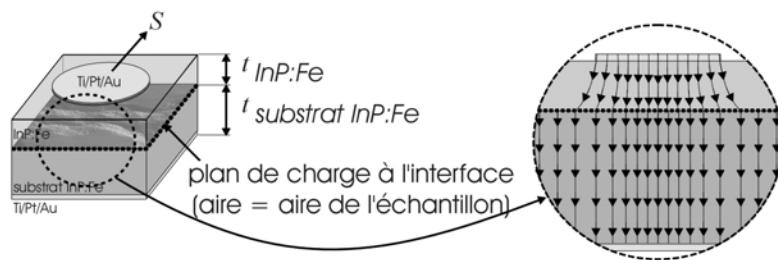 S
Ti/Pt/Au
t InP:Fe
t substrat InP:Fe
InP:Fe
plan de charge à l'interface
substrat InP:Fe
(aire = aire de l'échantillon)
Ti/Pt/Au